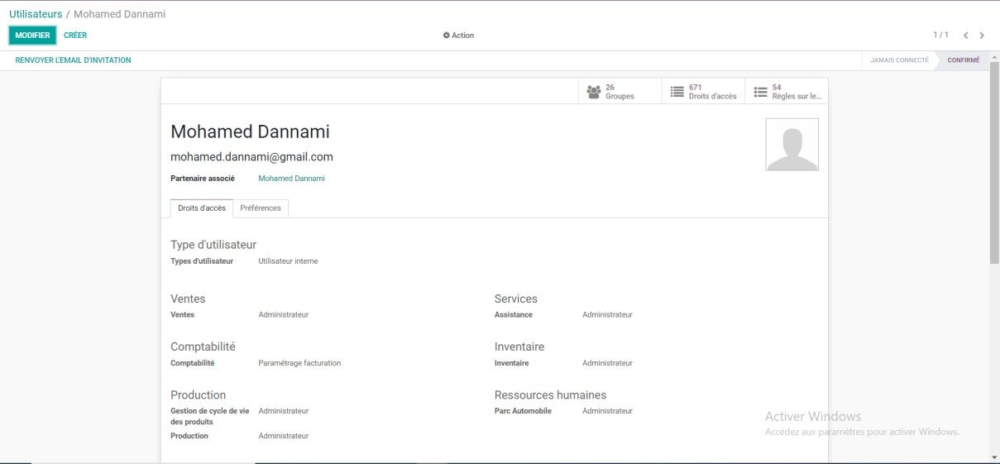 Utilisateurs / Mohamed Dannami
MODIFIER CRÉER Action 1 / 1
RENVOYER L'EMAIL D'INVITATION JAMAIS CONNECTÉ CONFIRMÉ
26 Groupes 671 Droits d'accès 54 Règles sur le...
Mohamed Dannami
mohamed.dannami@gmail.com
Partenaire associé Mohamed Dannami
Droits d'accès Préférences
Type d'utilisateur
Types d'utilisateur Utilisateur interne
Ventes Services
Ventes Administrateur Assistance Administrateur
Comptabilité Inventaire
Comptabilité Paramétrage facturation Inventaire Administrateur
Production Ressources humaines
Gestion de cycle de vie Administrateur Parc Automobile Administrateur
des produits
Production Administrateur
Activer Windows
Accédez aux paramètres pour activer Windows.